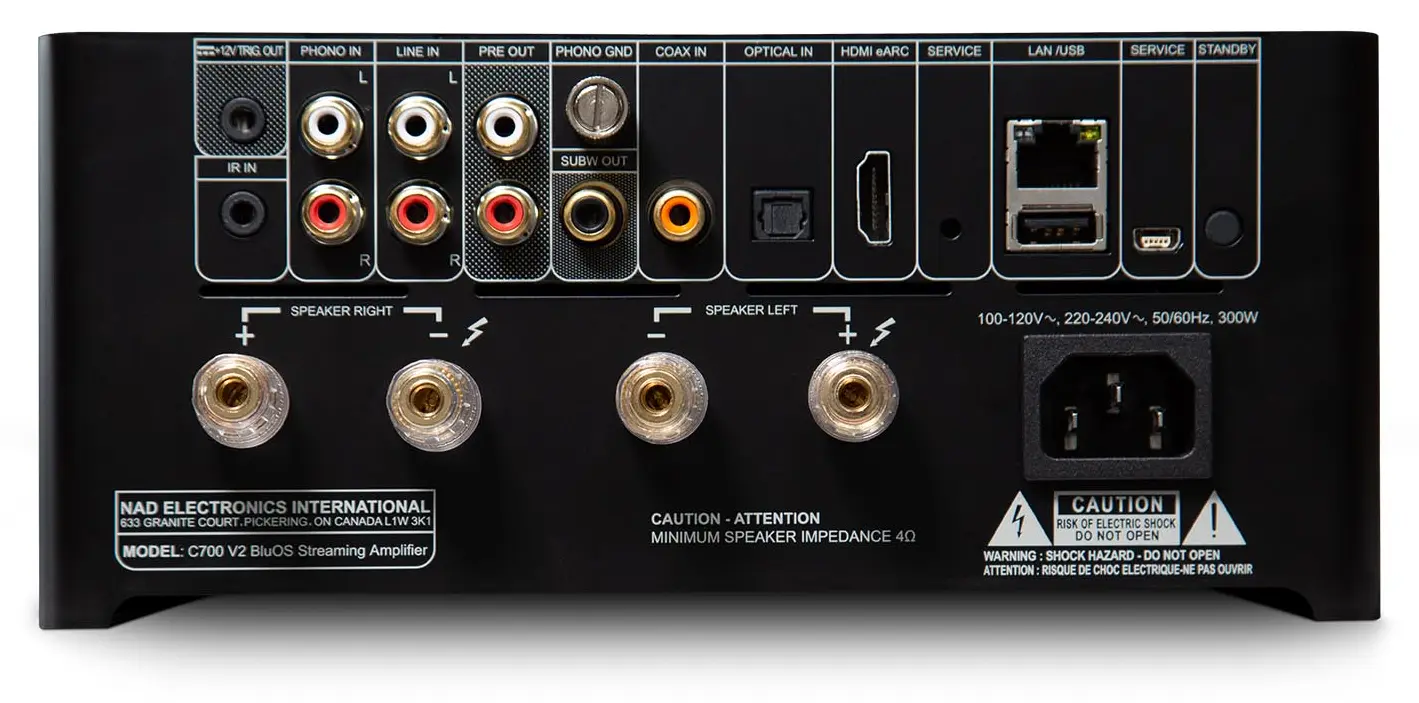 ⎓+12V/TRIG. OUT
PHONO IN
LINE IN
PRE OUT
PHONO GND
COAX IN
OPTICAL IN
HDMI eARC
SERVICE
LAN /USB
SERVICE
STANDBY
L
L
IR IN
SUBW OUT
R
R
SPEAKER RIGHT
SPEAKER LEFT
+
–
–
+
100-120V~, 220-240V~, 50/60Hz, 300W
NAD ELECTRONICS INTERNATIONAL
633 GRANITE COURT, PICKERING, ON CANADA L1W 3K1
MODEL: C700 V2 BluOS Streaming Amplifier
CAUTION - ATTENTION
MINIMUM SPEAKER IMPEDANCE 4Ω
CAUTION
RISK OF ELECTRIC SHOCK
DO NOT OPEN
WARNING : SHOCK HAZARD - DO NOT OPEN
ATTENTION : RISQUE DE CHOC ELECTRIQUE-NE PAS OUVRIR